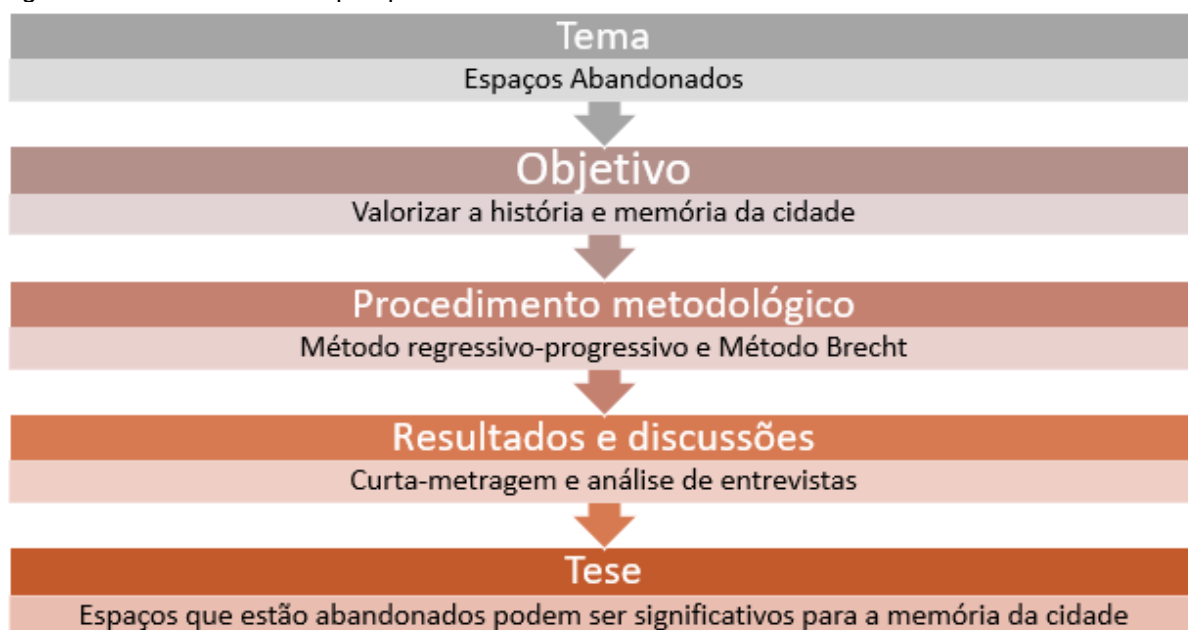 Tema
Espaços Abandonados
Objetivo
Valorizar a história e memória da cidade
Procedimento metodológico
Método regressivo-progressivo e Método Brecht
Resultados e discussões
Curta-metragem e análise de entrevistas
Tese
Espaços que estão abandonados podem ser significativos para a memória da cidade